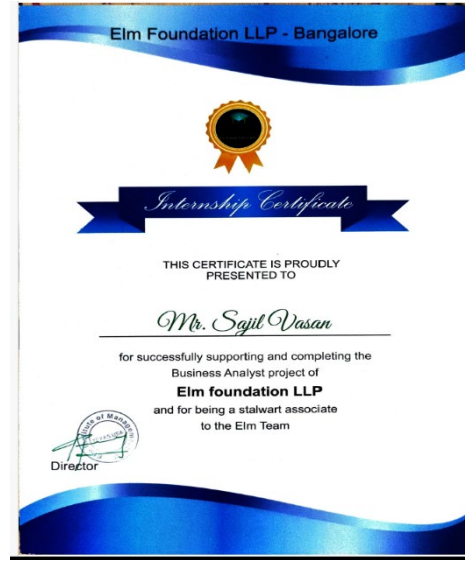 Elm Foundation LLP - Bangalore
Internship Certificate
THIS CERTIFICATE IS PROUDLY
PRESENTED TO
Mr. Sajil Vasan
for successfully supporting and completing the
Business Analyst project of
Elm foundation LLP
and for being a stalwart associate
to the Elm Team
of Manage
Director